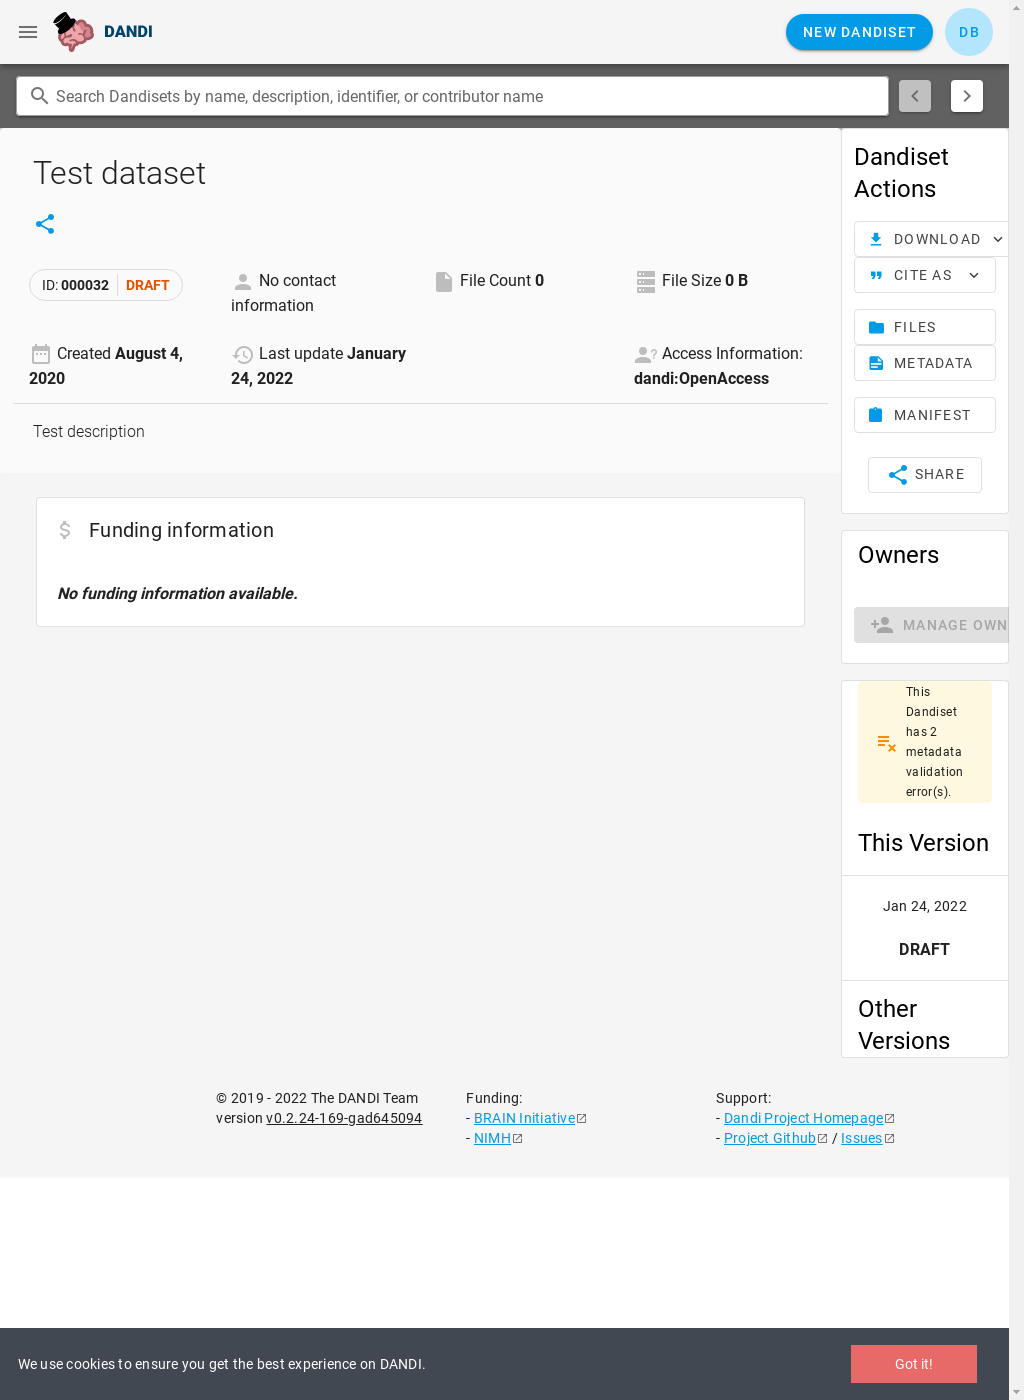 DANDI
NEW DANDISET
DB
Search Dandisets by name, description, identifier, or contributor name
Test dataset
ID: 000032 DRAFT
No contact
information
File Count 0
File Size 0 B
Created August 4,
2020
Last update January
24, 2022
Access Information:
dandi:OpenAccess
Test description
Funding information
No funding information available.
Dandiset
Actions
DOWNLOAD
CITE AS
FILES
METADATA
MANIFEST
SHARE
Owners
MANAGE OWN
This
Dandiset
has 2
metadata
validation
error(s).
This Version
Jan 24, 2022
DRAFT
Other
Versions
© 2019 - 2022 The DANDI Team
version v0.2.24-169-gad645094
Funding:
- BRAIN Initiative
- NIMH
Support:
- Dandi Project Homepage
- Project Github / Issues
We use cookies to ensure you get the best experience on DANDI.
Got it!